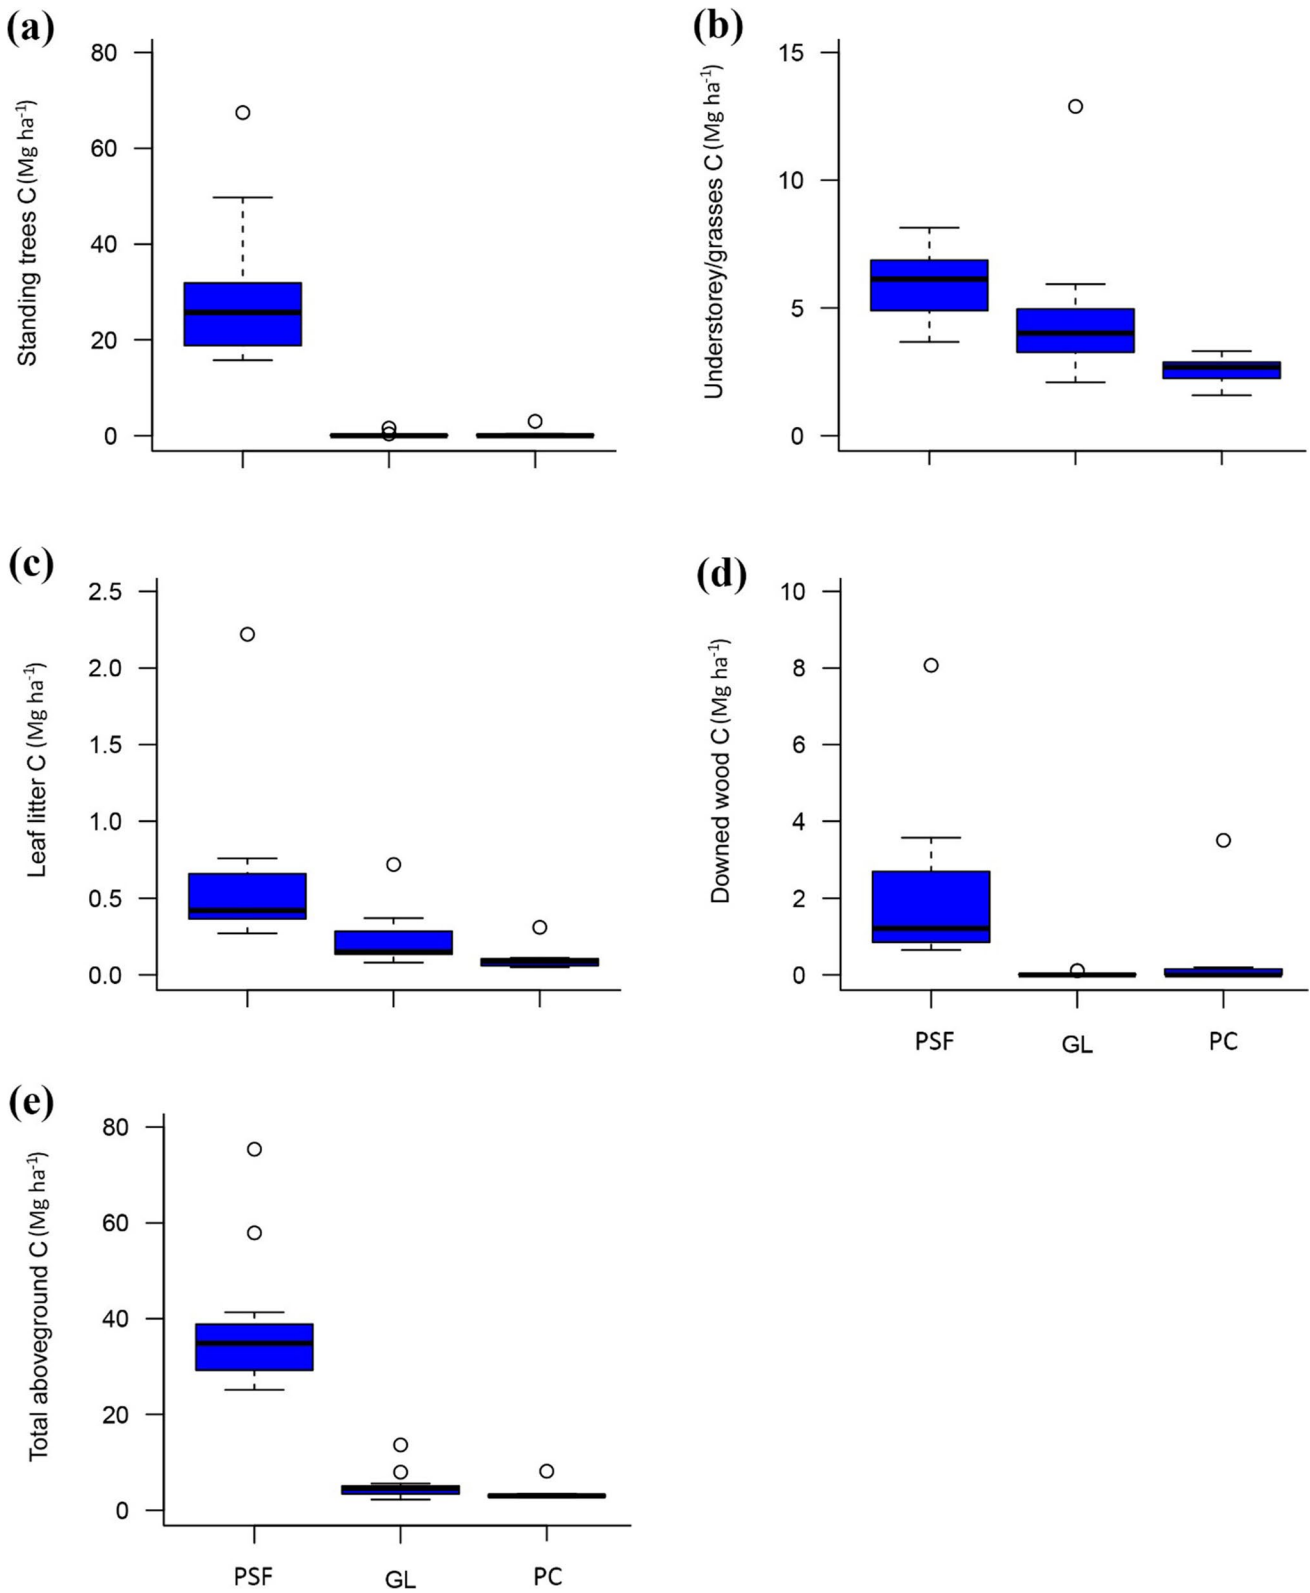 (a)
Standing trees C (Mg ha⁻¹)
80
60
40
20
0
(b)
Understorey/grasses C (Mg ha⁻¹)
15
10
5
0
(c)
Leaf litter C (Mg ha⁻¹)
2.5
2.0
1.5
1.0
0.5
0.0
(d)
Downed wood C (Mg ha⁻¹)
10
8
6
4
2
0
PSF GL PC
(e)
Total aboveground C (Mg ha⁻¹)
80
60
40
20
0
PSF GL PC